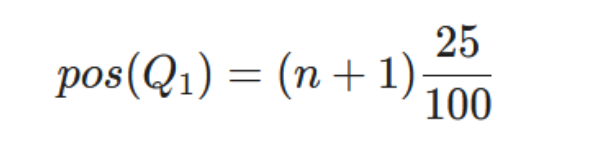 pos(Q₁) = (n + 1) 25/100